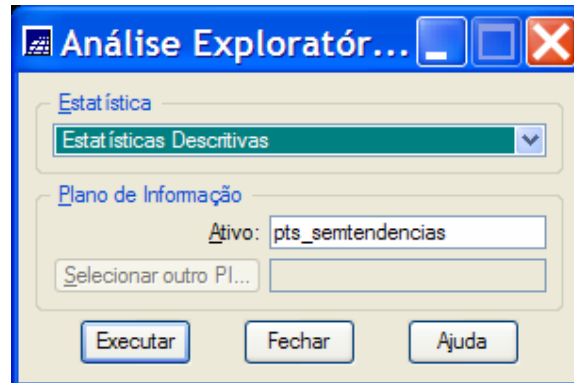 Análise Exploratór...
Estatística
Estatísticas Descritivas
Plano de Informação
Ativo: pts_semtendencias
Selecionar outro PI...
Executar Fechar Ajuda